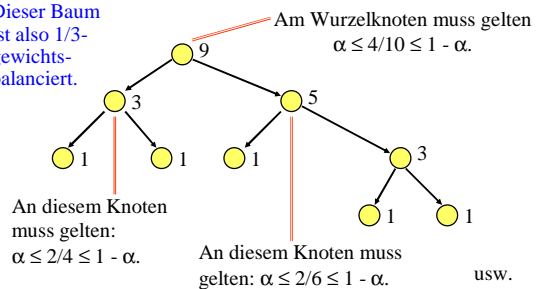 Dieser Baum
ist also 1/3-
gewichts-
balanciert.
Am Wurzelknoten muss gelten
α ≤ 4/10 ≤ 1 - α.
9
3
5
1
1
1
3
1
1
An diesem Knoten
muss gelten:
α ≤ 2/4 ≤ 1 - α.
An diesem Knoten muss
gelten: α ≤ 2/6 ≤ 1 - α.
usw.